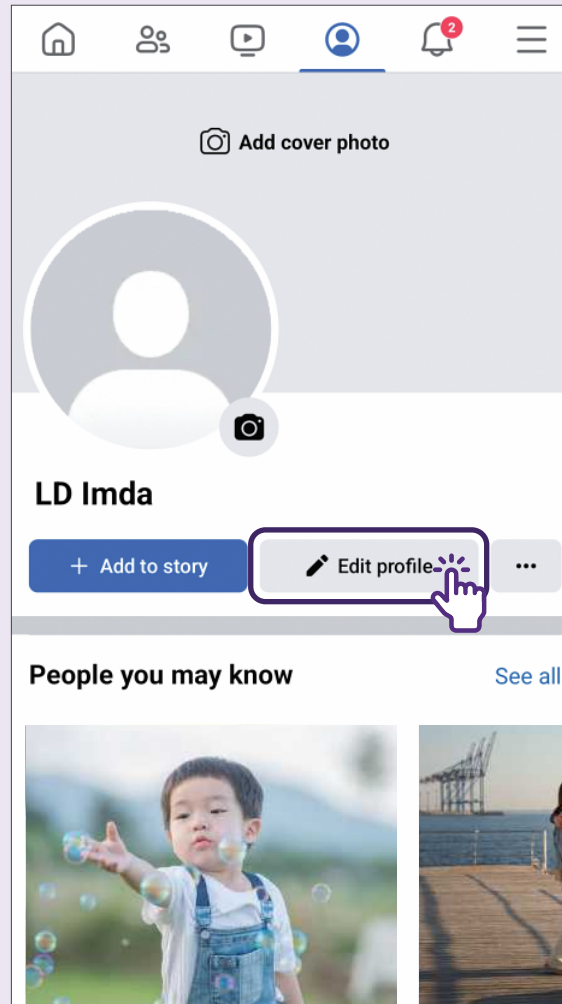 2
Add cover photo
LD Imda
+ Add to story
Edit profile
People you may know
See all